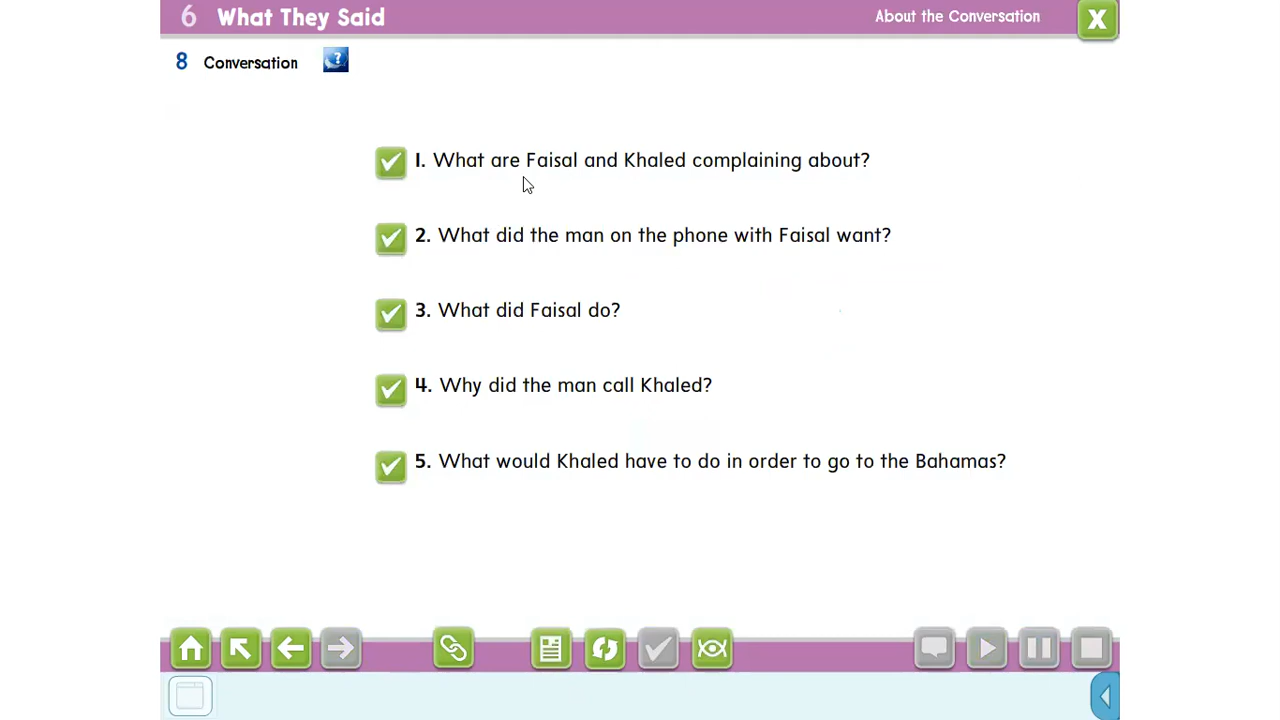 6 What They Said
About the Conversation
X
8 Conversation
?
1. What are Faisal and Khaled complaining about?
2. What did the man on the phone with Faisal want?
3. What did Faisal do?
4. Why did the man call Khaled?
5. What would Khaled have to do in order to go to the Bahamas?